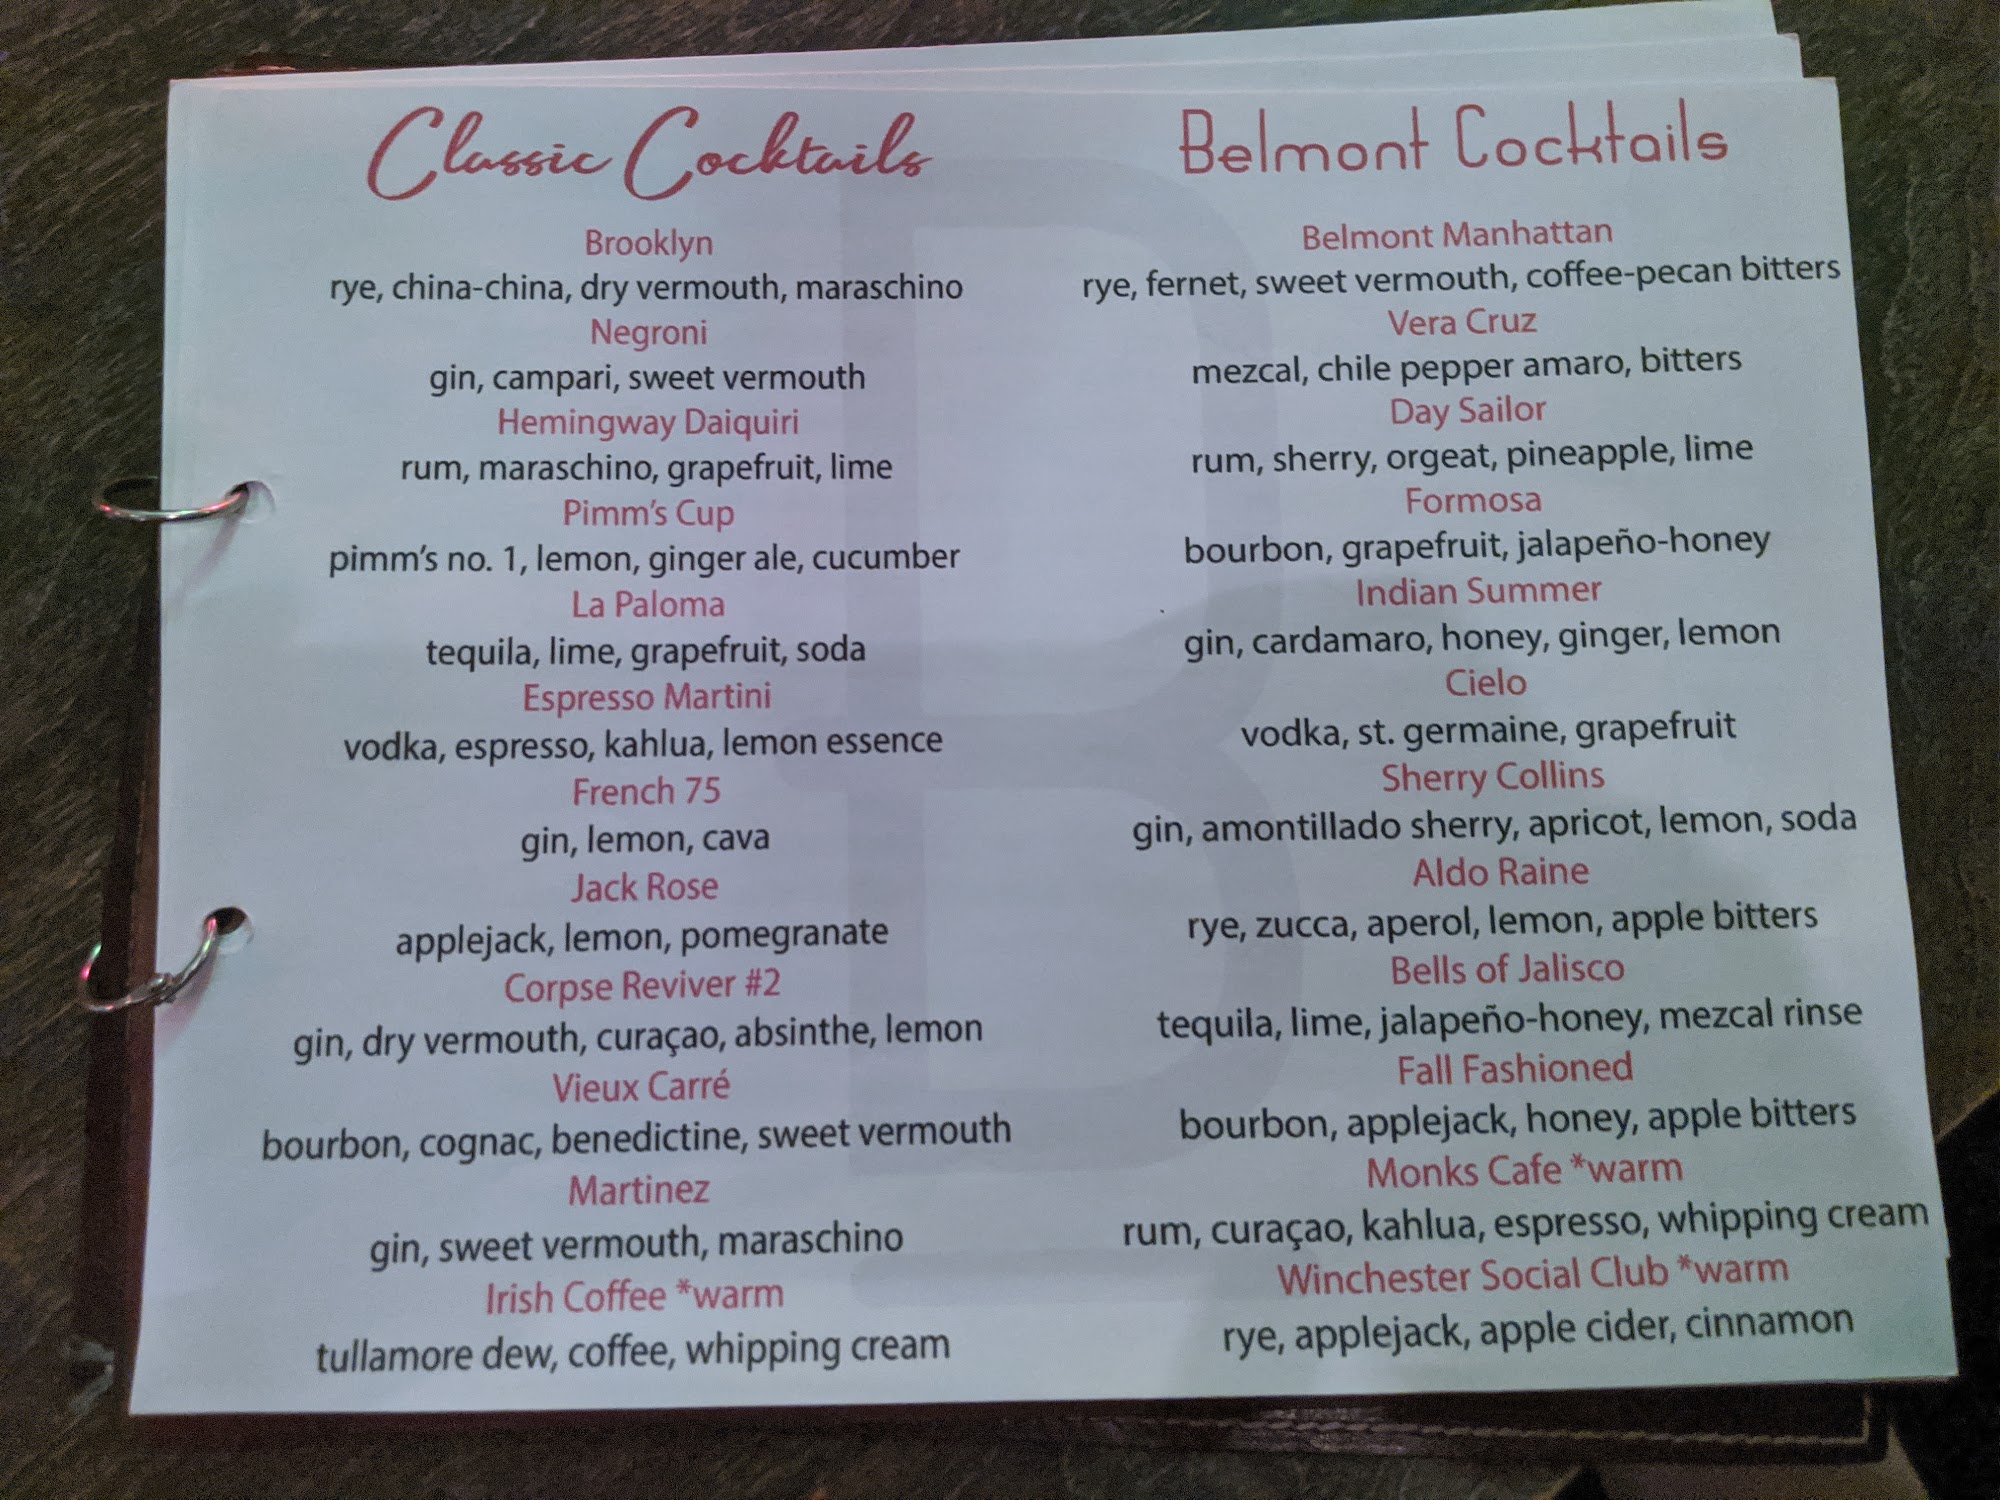 Classic Cocktails
Brooklyn
rye, china-china, dry vermouth, maraschino
Negroni
gin, campari, sweet vermouth
Hemingway Daiquiri
rum, maraschino, grapefruit, lime
Pimm's Cup
pimm's no. 1, lemon, ginger ale, cucumber
La Paloma
tequila, lime, grapefruit, soda
Espresso Martini
vodka, espresso, kahlua, lemon essence
French 75
gin, lemon, cava
Jack Rose
applejack, lemon, pomegranate
Corpse Reviver #2
gin, dry vermouth, curaçao, absinthe, lemon
Vieux Carré
bourbon, cognac, benedictine, sweet vermouth
Martinez
gin, sweet vermouth, maraschino
Irish Coffee *warm
tullamore dew, coffee, whipping cream
Belmont Cocktails
Belmont Manhattan
rye, fernet, sweet vermouth, coffee-pecan bitters
Vera Cruz
mezcal, chile pepper amaro, bitters
Day Sailor
rum, sherry, orgeat, pineapple, lime
Formosa
bourbon, grapefruit, jalapeño-honey
Indian Summer
gin, cardamaro, honey, ginger, lemon
Cielo
vodka, st. germaine, grapefruit
Sherry Collins
gin, amontillado sherry, apricot, lemon, soda
Aldo Raine
rye, zucca, aperol, lemon, apple bitters
Bells of Jalisco
tequila, lime, jalapeño-honey, mezcal rinse
Fall Fashioned
bourbon, applejack, honey, apple bitters
Monks Cafe *warm
rum, curaçao, kahlua, espresso, whipping cream
Winchester Social Club *warm
rye, applejack, apple cider, cinnamon